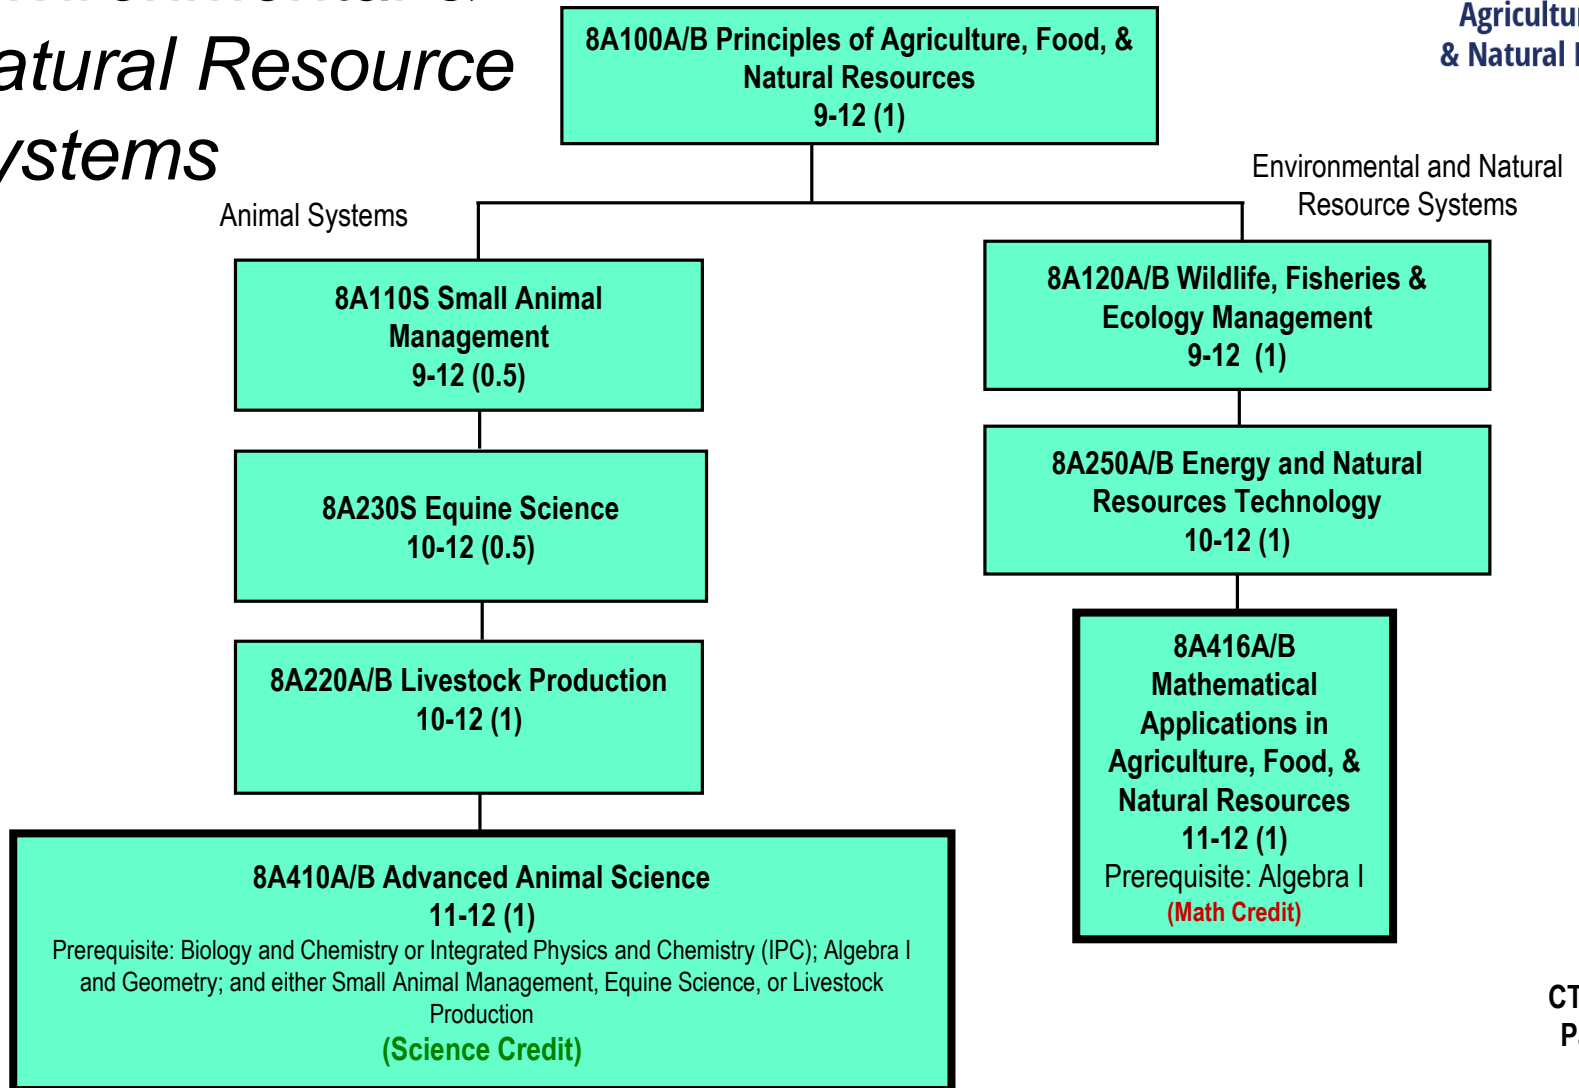 atural Resource
ystems
8A100A/B Principles of Agriculture, Food, &
Natural Resources
9-12 (1)
& Natural
Animal Systems
Environmental and Natural
Resource Systems
8A110S Small Animal
Management
9-12 (0.5)
8A120A/B Wildlife, Fisheries &
Ecology Management
9-12 (1)
8A230S Equine Science
10-12 (0.5)
8A250A/B Energy and Natural
Resources Technology
10-12 (1)
8A220A/B Livestock Production
10-12 (1)
8A416A/B
Mathematical
Applications in
Agriculture, Food, &
Natural Resources
11-12 (1)
Prerequisite: Algebra I
(Math Credit)
8A410A/B Advanced Animal Science
11-12 (1)
Prerequisite: Biology and Chemistry or Integrated Physics and Chemistry (IPC); Algebra I
and Geometry; and either Small Animal Management, Equine Science, or Livestock
Production
(Science Credit)